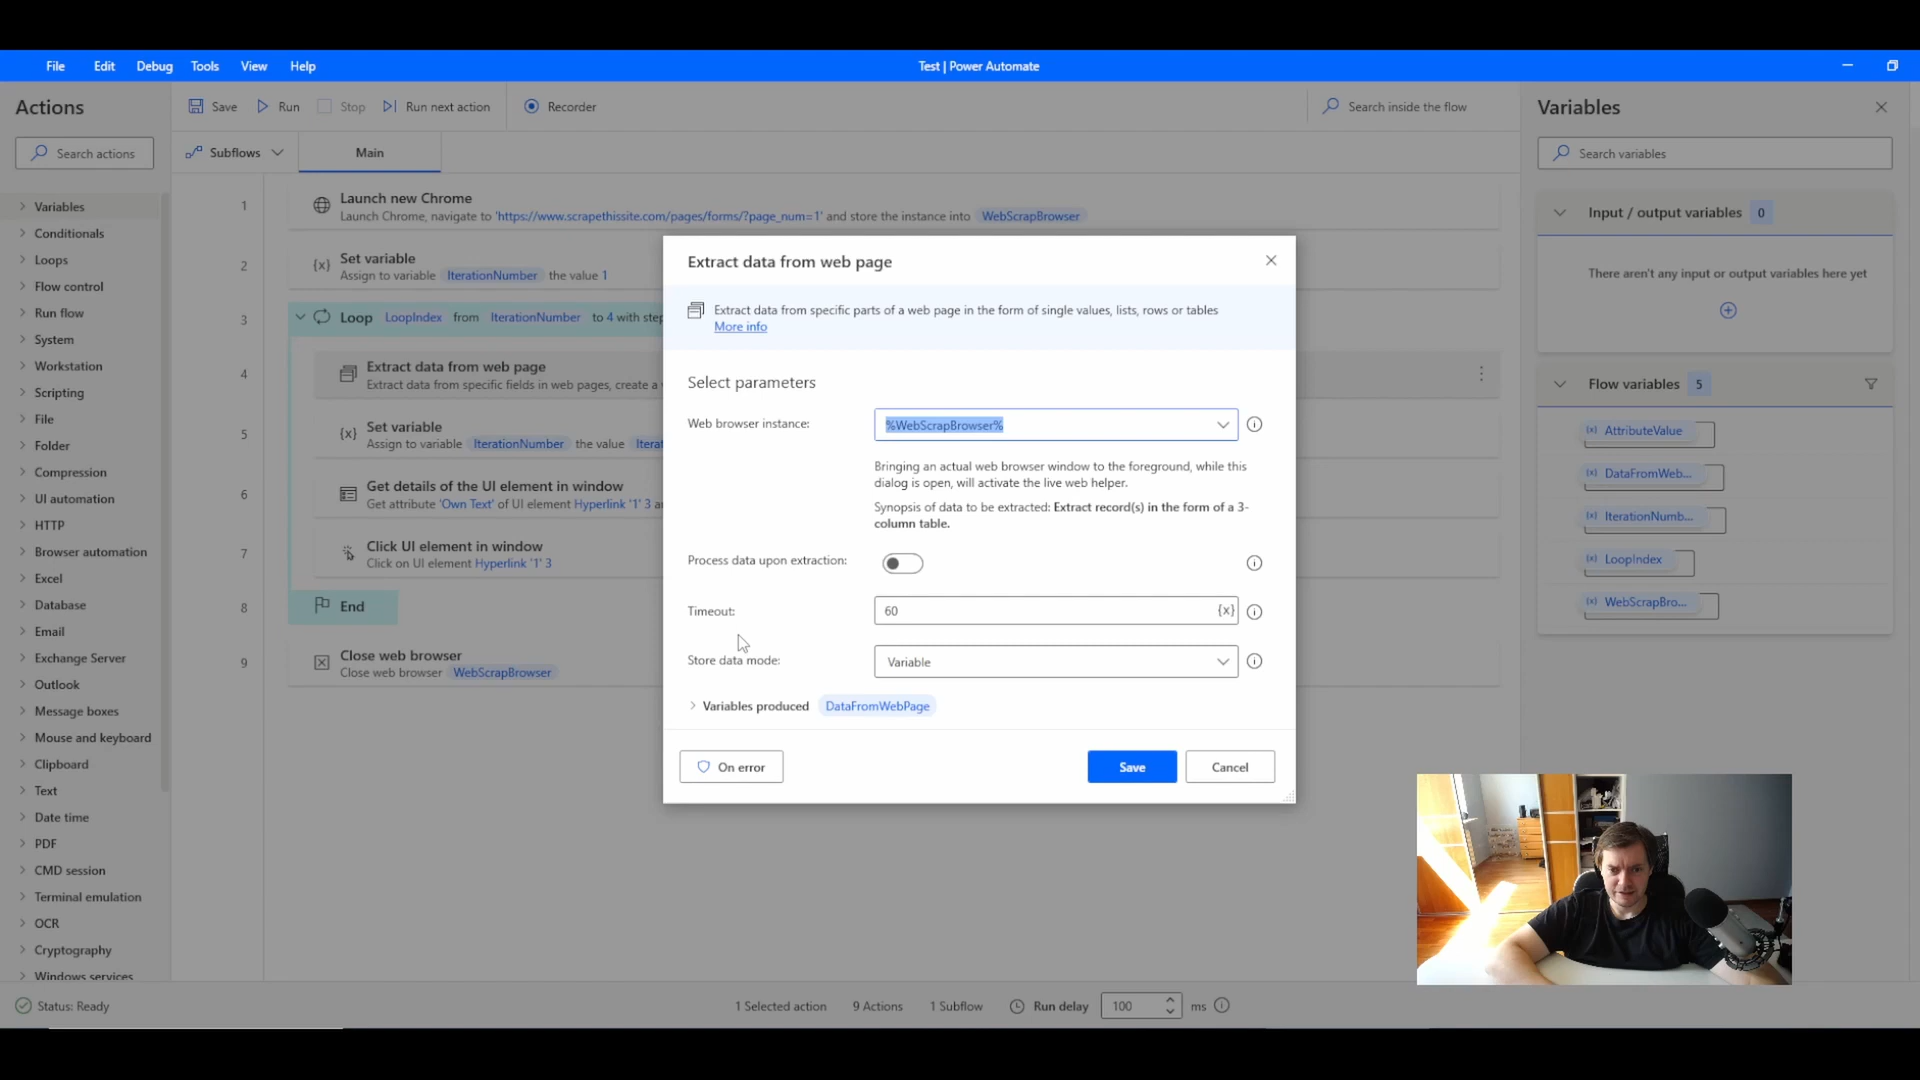 File Edit Debug Tools View Help
Test | Power Automate
Actions
Search actions
Variables
Conditionals
Loops
Flow control
Run flow
System
Workstation
Scripting
File
Folder
Compression
UI automation
HTTP
Browser automation
Excel
Database
Email
Exchange Server
Outlook
Message boxes
Mouse and keyboard
Clipboard
Text
Date time
PDF
CMD session
Terminal emulation
OCR
Cryptography
Windows services
Save Run Stop Run next action Recorder
Search inside the flow
Subflows Main
1 Launch new Chrome
Launch Chrome, navigate to 'https://www.scrapethissite.com/pages/forms/?page_num=1' and store the instance into WebScrapBrowser
2 Set variable
{x} Assign to variable IterationNumber the value 1
3 Loop LoopIndex from IterationNumber to 4 with step
4 Extract data from web page
Extract data from specific fields in web pages, create a
5 Set variable
{x} Assign to variable IterationNumber the value Itera
6 Get details of the UI element in window
Get attribute 'Own Text' of UI element Hyperlink '1' 3
7 Click UI element in window
Click on UI element Hyperlink '1' 3
8 End
9 Close web browser
Close web browser WebScrapBrowser
Extract data from web page
Extract data from specific parts of a web page in the form of single values, lists, rows or tables
More info
Select parameters
Web browser instance: %WebScrapBrowser%
Bringing an actual web browser window to the foreground, while this
dialog is open, will activate the live web helper.
Synopsis of data to be extracted: Extract record(s) in the form of a 3-
column table.
Process data upon extraction:
Timeout: 60 {x}
Store data mode: Variable
Variables produced DataFromWebPage
On error Save Cancel
Variables
Search variables
Input / output variables 0
There aren't any input or output variables here yet
Flow variables 5
(x) AttributeValue
(x) DataFromWeb...
(x) IterationNumb...
(x) LoopIndex
(x) WebScrapBro...
Status: Ready
1 Selected action 9 Actions 1 Subflow Run delay 100 ms